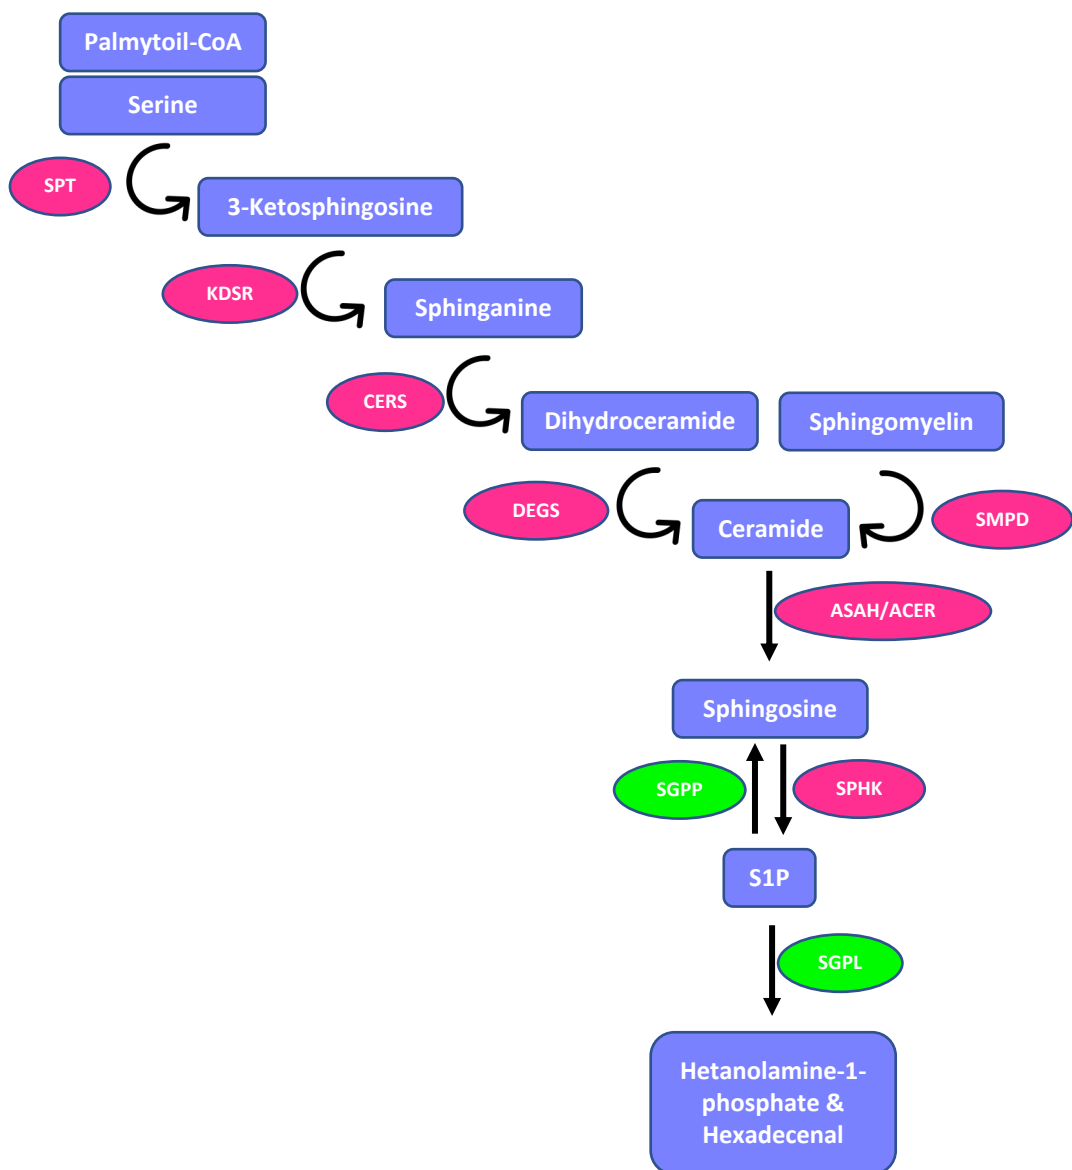 Palmytoil-CoA
Serine
SPT
3-Ketosphingosine
KDSR
Sphinganine
CERS
Dihydroceramide
Sphingomyelin
DEGS
Ceramide
SMPD
ASAH/ACER
Sphingosine
SGPP
SPHK
S1P
SGPL
Hetanolamine-1-
phosphate &
Hexadecenal